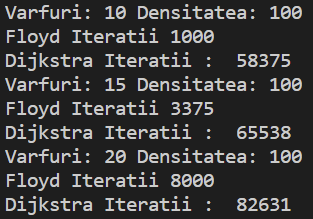 Varfuri: 10 Densitatea: 100
Floyd Iteratii 1000
Dijkstra Iteratii :  58375
Varfuri: 15 Densitatea: 100
Floyd Iteratii 3375
Dijkstra Iteratii :  65538
Varfuri: 20 Densitatea: 100
Floyd Iteratii 8000
Dijkstra Iteratii :  82631